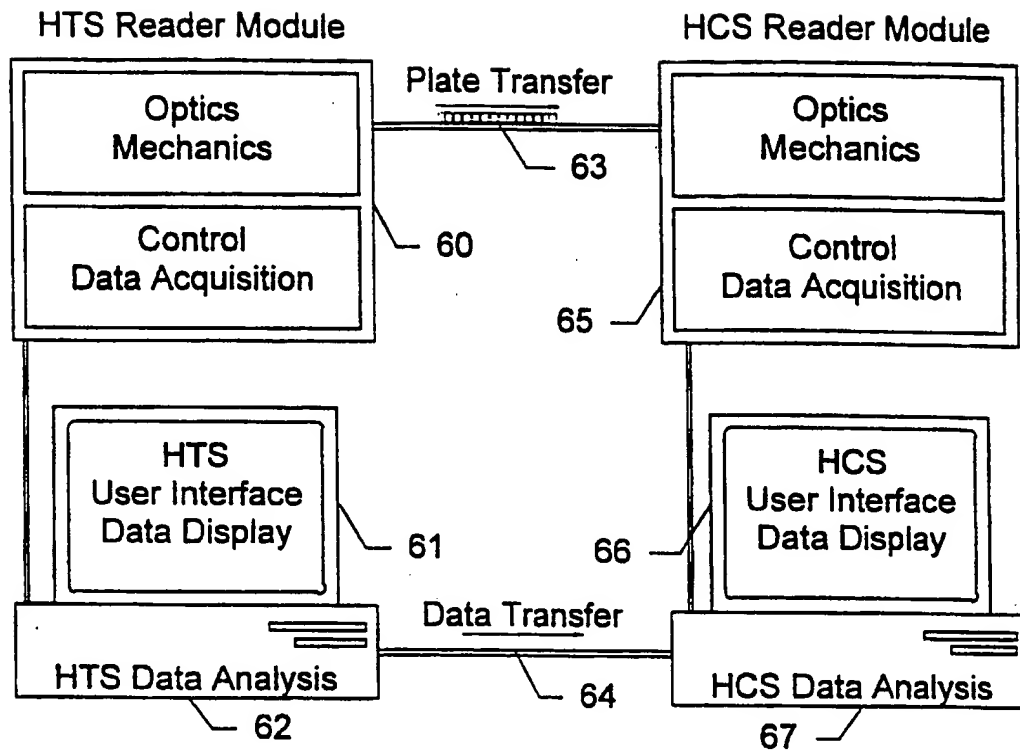 HTS Reader Module
HCS Reader Module
Plate Transfer
Optics
Mechanics
63
Optics
Mechanics
Control
Data Acquisition
60
Control
Data Acquisition
65
HTS
User Interface
Data Display
61
HCS
User Interface
Data Display
66
Data Transfer
64
HTS Data Analysis
62
HCS Data Analysis
67